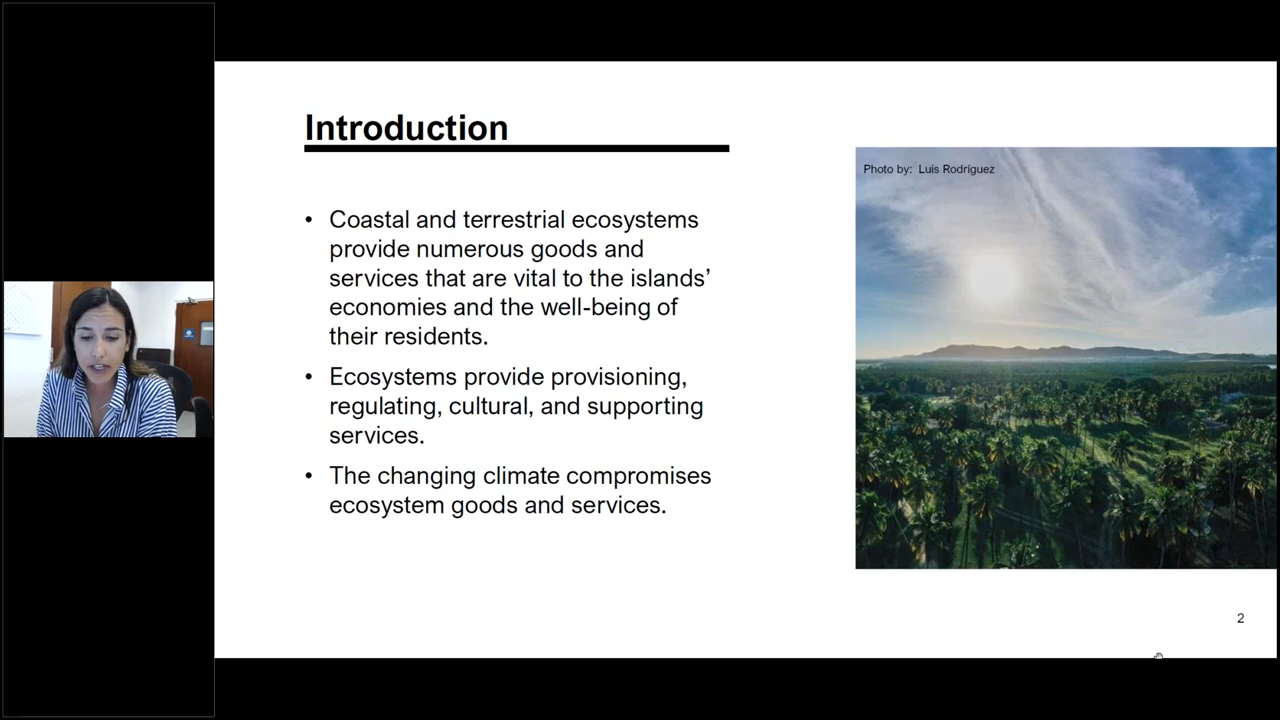 Introduction
Photo by: Luis Rodríguez
• Coastal and terrestrial ecosystems
provide numerous goods and
services that are vital to the islands’
economies and the well-being of
their residents.
• Ecosystems provide provisioning,
regulating, cultural, and supporting
services.
• The changing climate compromises
ecosystem goods and services.
2